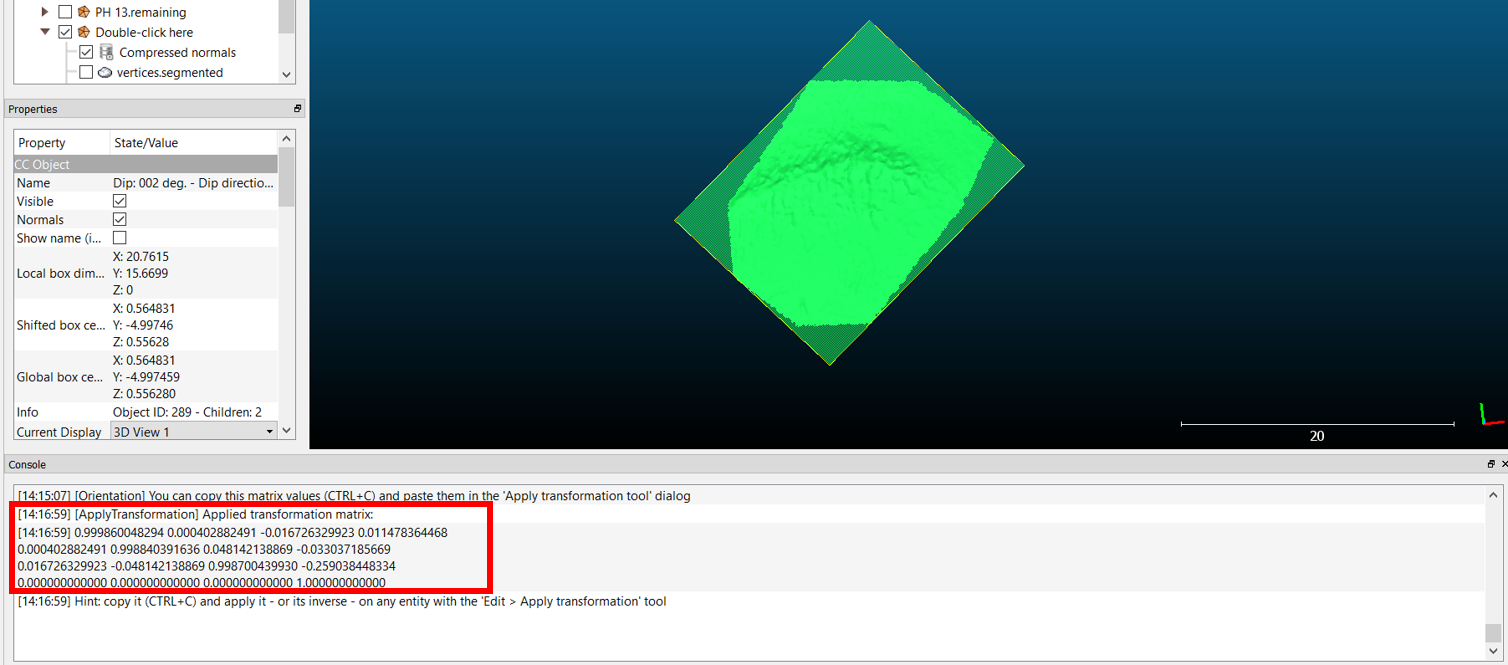 PH 13.remaining
Double-click here
Compressed normals
vertices.segmented
Properties
Property State/Value
CC Object
Name Dip: 002 deg. - Dip directio...
Visible
Normals
Show name (i...
X: 20.7615
Local box dim... Y: 15.6699
Z: 0
X: 0.564831
Shifted box ce... Y: -4.99746
Z: 0.55628
X: 0.564831
Global box ce... Y: -4.997459
Z: 0.556280
Info Object ID: 289 - Children: 2
Current Display 3D View 1
20
Console
[14:15:07] [Orientation] You can copy this matrix values (CTRL+C) and paste them in the 'Apply transformation tool' dialog
[14:16:59] [ApplyTransformation] Applied transformation matrix:
[14:16:59] 0.999860048294 0.000402882491 -0.016726329923 0.011478364468
0.000402882491 0.998840391636 0.048142138869 -0.033037185669
0.016726329923 -0.048142138869 0.998700439930 -0.259038448334
0.000000000000 0.000000000000 0.000000000000 1.000000000000
[14:16:59] Hint: copy it (CTRL+C) and apply it - or its inverse - on any entity with the 'Edit > Apply transformation' tool